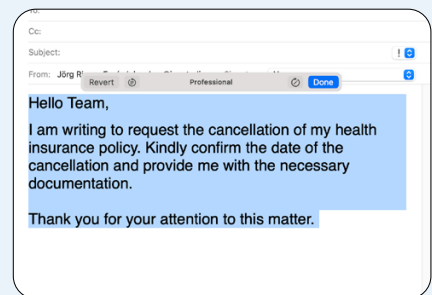 To:
Cc:
Subject:
!
From: Jörg
Revert Professional Done
Hello Team,
I am writing to request the cancellation of my health
insurance policy. Kindly confirm the date of the
cancellation and provide me with the necessary
documentation.
Thank you for your attention to this matter.